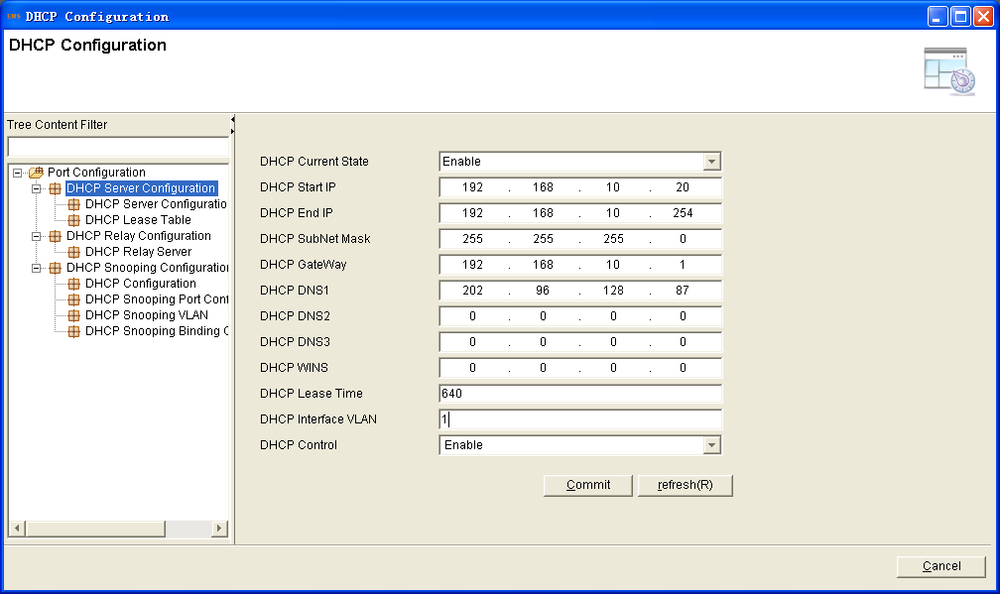 EMS DHCP Configuration
DHCP Configuration
Tree Content Filter
Port Configuration
DHCP Server Configuration
DHCP Server Configuratio
DHCP Lease Table
DHCP Relay Configuration
DHCP Relay Server
DHCP Snooping Configuration
DHCP Configuration
DHCP Snooping Port Cont
DHCP Snooping VLAN
DHCP Snooping Binding C
DHCP Current State Enable
DHCP Start IP 192 . 168 . 10 . 20
DHCP End IP 192 . 168 . 10 . 254
DHCP SubNet Mask 255 . 255 . 255 . 0
DHCP GateWay 192 . 168 . 10 . 1
DHCP DNS1 202 . 96 . 128 . 87
DHCP DNS2 0 . 0 . 0 . 0
DHCP DNS3 0 . 0 . 0 . 0
DHCP WINS 0 . 0 . 0 . 0
DHCP Lease Time 640
DHCP Interface VLAN 1
DHCP Control Enable
Commit refresh(R)
Cancel